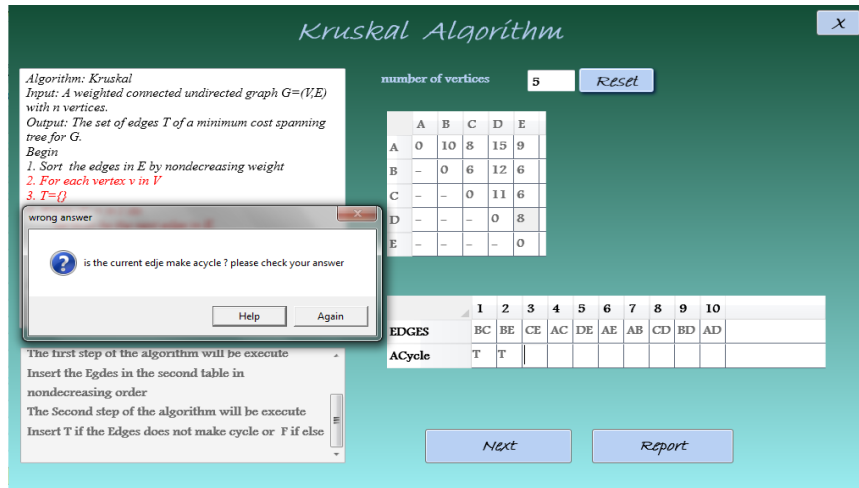 Kruskal Algorithm
X
Algorithm: Kruskal
Input: A weighted connected undirected graph G=(V,E)
with n vertices.
Output: The set of edges T of a minimum cost spanning
tree for G.
Begin
1. Sort the edges in E by nondecreasing weight
2. For each vertex v in V
3. T={}
number of vertices 5 Reset
A B C D E
A 0 10 8 15 9
B - 0 6 12 6
C - - 0 11 6
D - - - 0 8
E - - - - 0
wrong answer
is the current edje make acycle ? please check your answer
Help Again
The first step of the algorithm will be execute
Insert the Egdes in the second table in
nondecreasing order
The Second step of the algorithm will be execute
Insert T if the Edges does not make cycle or F if else
1 2 3 4 5 6 7 8 9 10
EDGES BC BE CE AC DE AE AB CD BD AD
ACycle T T
Next Report